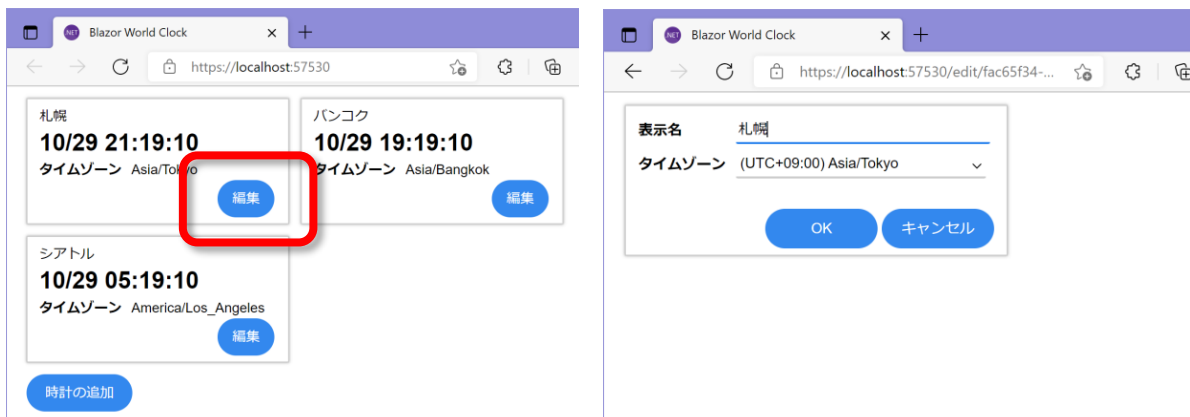 Blazor World Clock
https://localhost:57530
札幌
10/29 21:19:10
タイムゾーン Asia/Tokyo
編集
バンコク
10/29 19:19:10
タイムゾーン Asia/Bangkok
編集
シアトル
10/29 05:19:10
タイムゾーン America/Los_Angeles
編集
時計の追加
Blazor World Clock
https://localhost:57530/edit/fac65f34-...
表示名 札幌
タイムゾーン (UTC+09:00) Asia/Tokyo
OK キャンセル